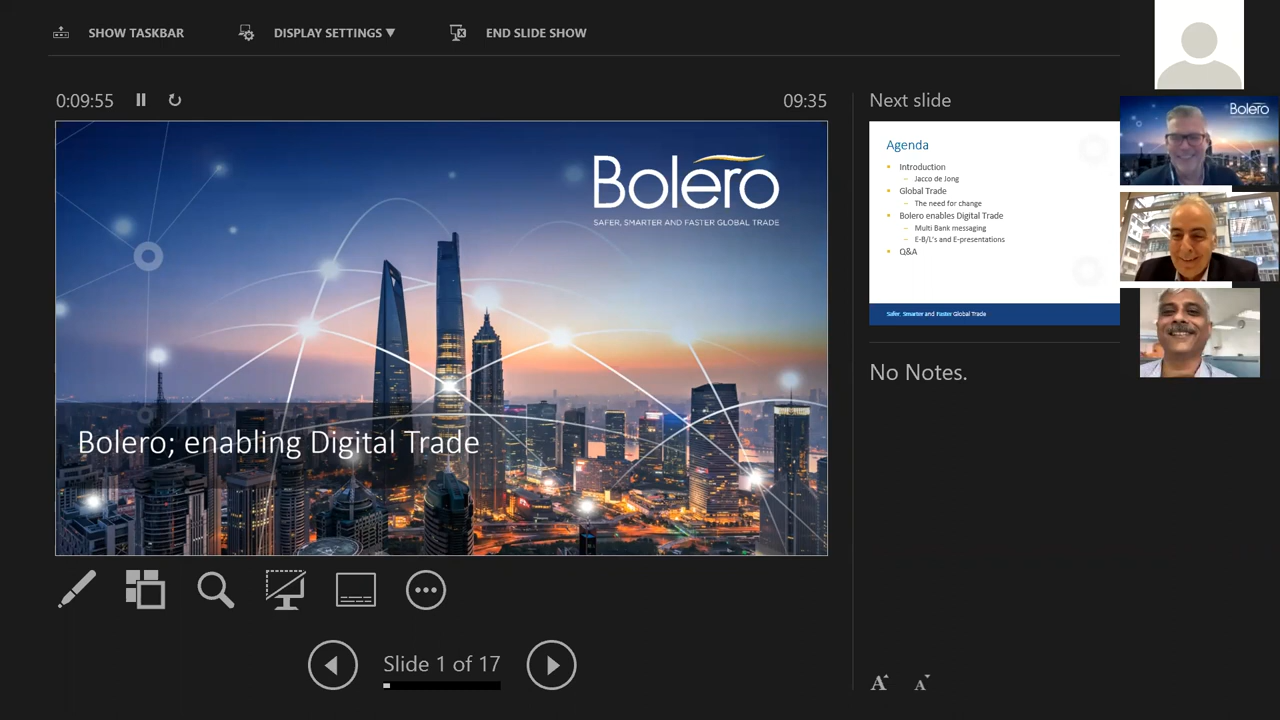 SHOW TASKBAR
DISPLAY SETTINGS ▼
END SLIDE SHOW
0:09:55
09:35
Bolero
SAFER, SMARTER AND FASTER GLOBAL TRADE
Bolero; enabling Digital Trade
Slide 1 of 17
Next slide
Agenda
Introduction
– Jacco de Jong
Global Trade
– The need for change
Bolero enables Digital Trade
– Multi Bank messaging
– E-B/L's and E-presentations
Q&A
Safer, Smarter and Faster Global Trade
No Notes.
A A
Bolero